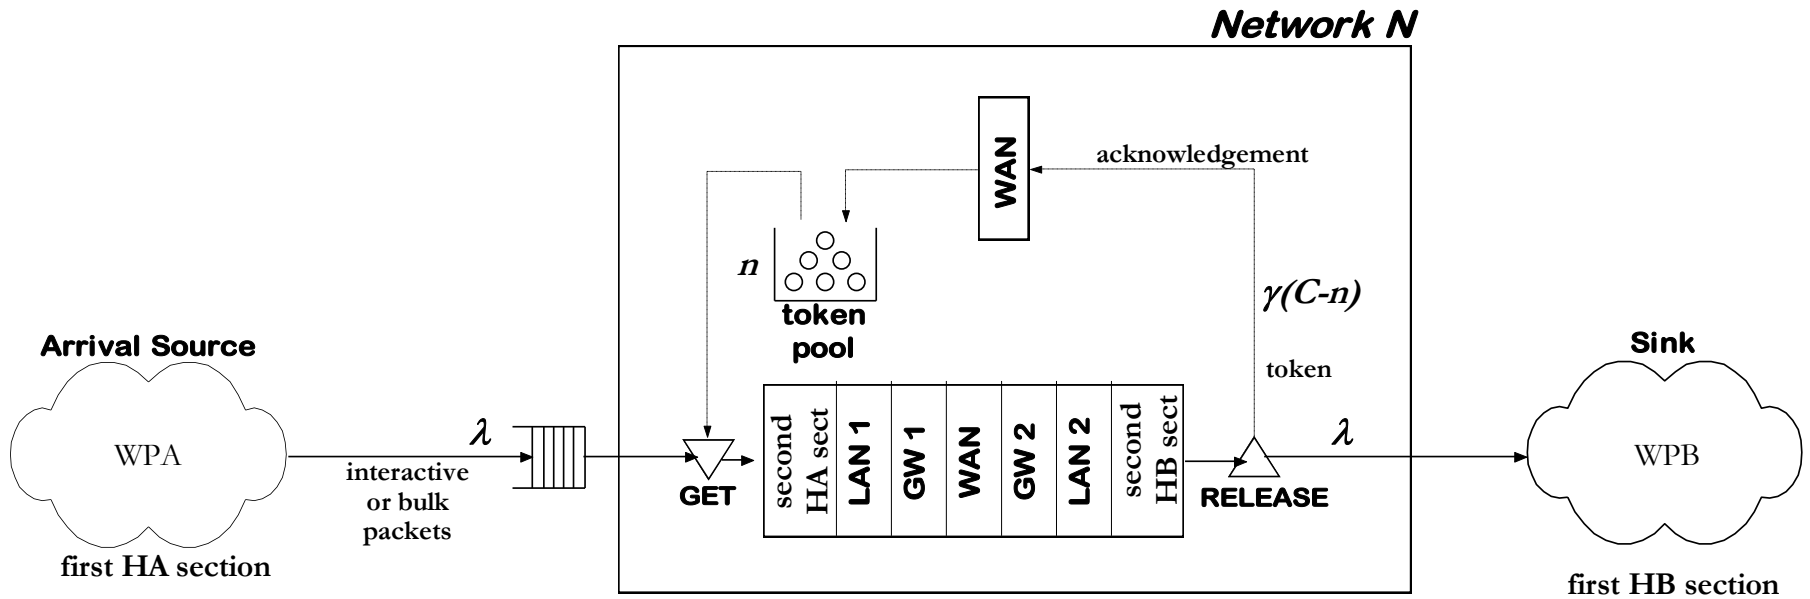 Network N
WAN
acknowledgement
n
token
pool
γ(C-n)
token
Arrival Source
WPA
first HA section
λ
interactive
or bulk
packets
GET
second
HA sect
LAN 1
GW 1
WAN
GW 2
LAN 2
second
HB sect
RELEASE
λ
Sink
WPB
first HB section